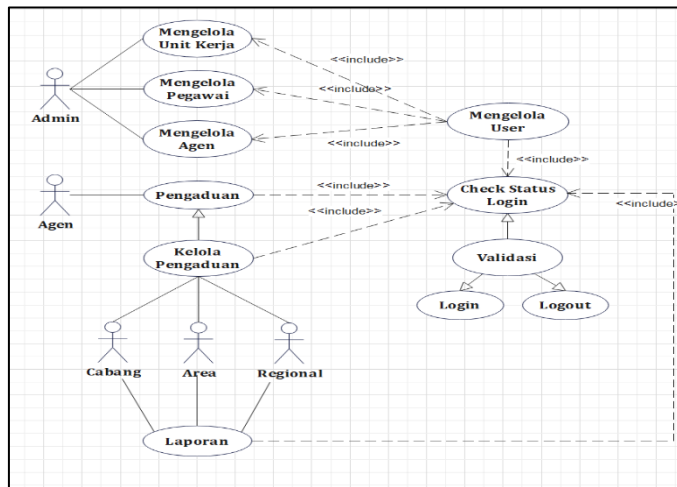 Mengelola
Unit Kerja
<<include>>
Mengelola
Pegawai
<<include>>
Admin
Mengelola
User
Mengelola
Agen
<<include>>
<<include>>
Pengaduan
<<include>>
Check Status
Login
Agen
<<include>>
<<include>>
Kelola
Pengaduan
Validasi
Login
Logout
Cabang
Area
Regional
Laporan